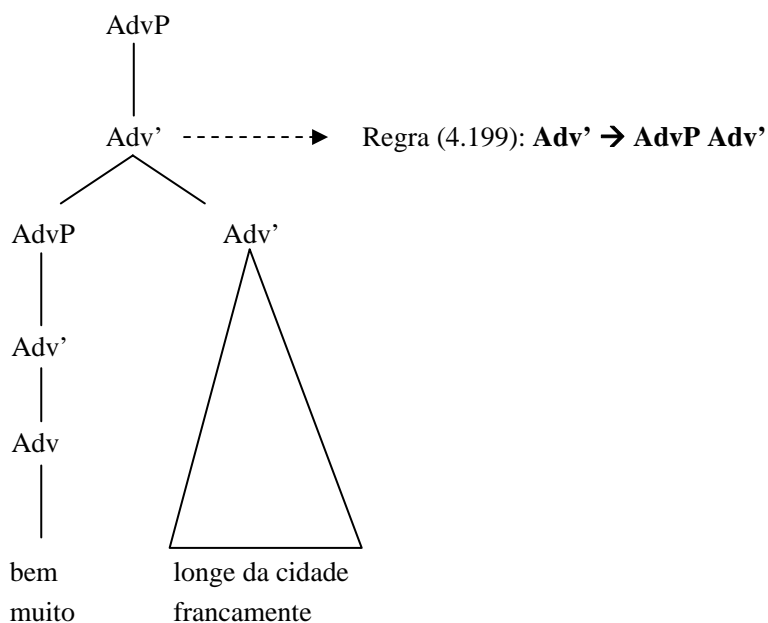 AdvP
Adv’ Regra (4.199): Adv’ → AdvP Adv’
AdvP Adv’
Adv’
Adv
bem longe da cidade
muito francamente